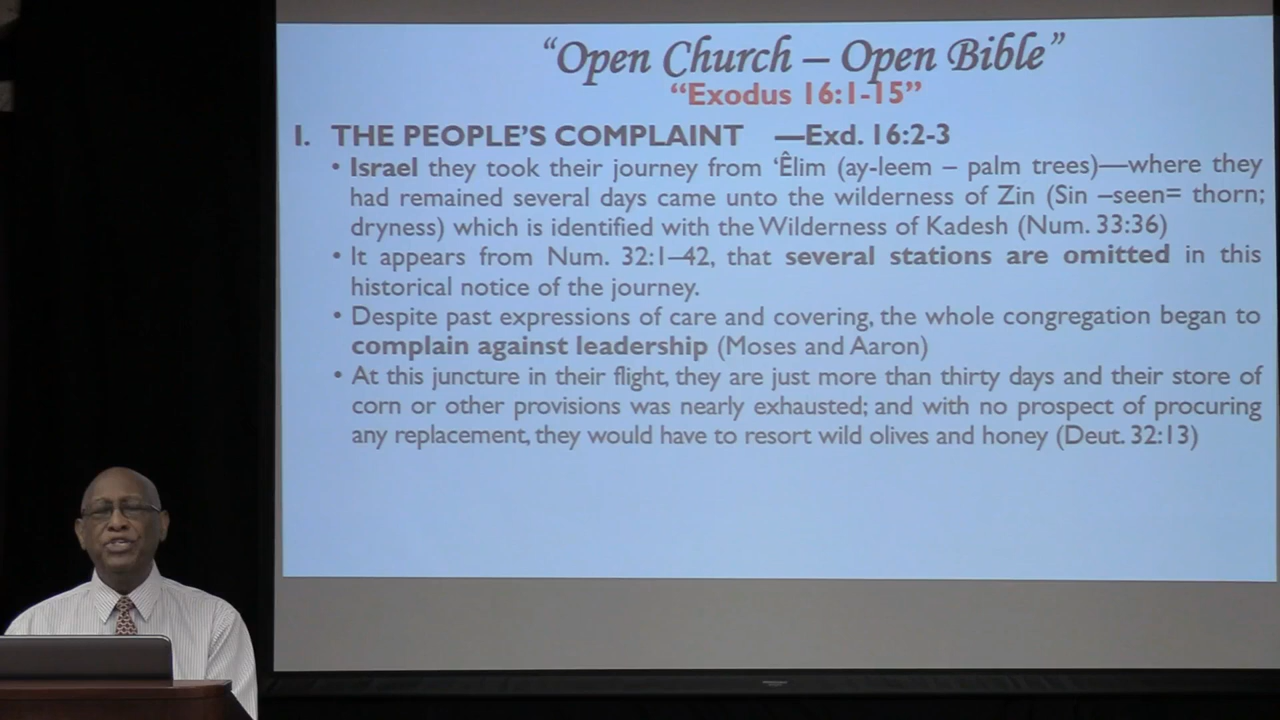 “Open Church – Open Bible”
“Exodus 16:1-15”
I. THE PEOPLE’S COMPLAINT —Exd. 16:2-3
• Israel they took their journey from ‘Êlim (ay-leem – palm trees)—where they
had remained several days came unto the wilderness of Zin (Sin –seen= thorn;
dryness) which is identified with the Wilderness of Kadesh (Num. 33:36)
• It appears from Num. 32:1–42, that several stations are omitted in this
historical notice of the journey.
• Despite past expressions of care and covering, the whole congregation began to
complain against leadership (Moses and Aaron)
• At this juncture in their flight, they are just more than thirty days and their store of
corn or other provisions was nearly exhausted; and with no prospect of procuring
any replacement, they would have to resort wild olives and honey (Deut. 32:13)